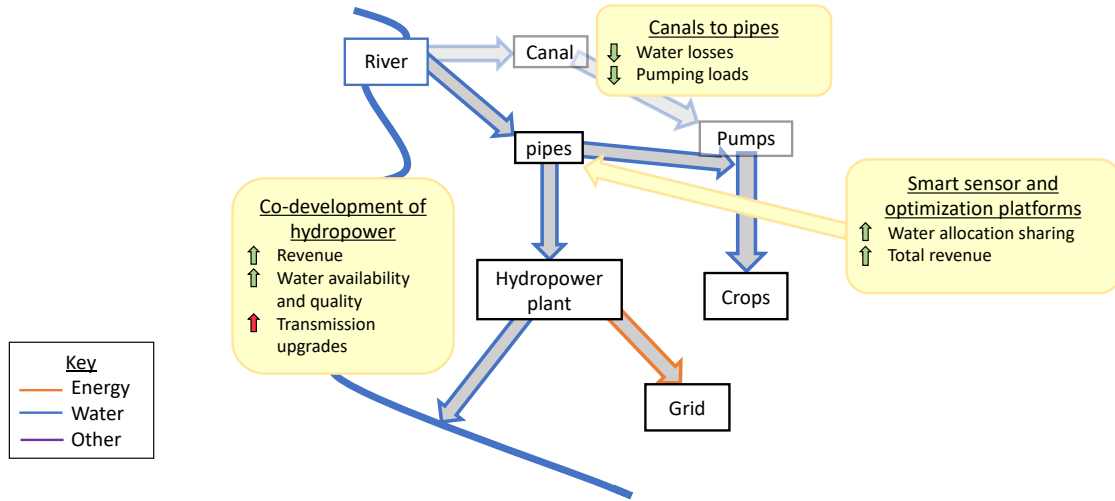 Canals to pipes
Water losses
Pumping loads
River
Canal
Pumps
pipes
Smart sensor and
optimization platforms
Water allocation sharing
Total revenue
Co-development of
hydropower
Revenue
Water availability
and quality
Transmission
upgrades
Hydropower
plant
Crops
Grid
Key
Energy
Water
Other